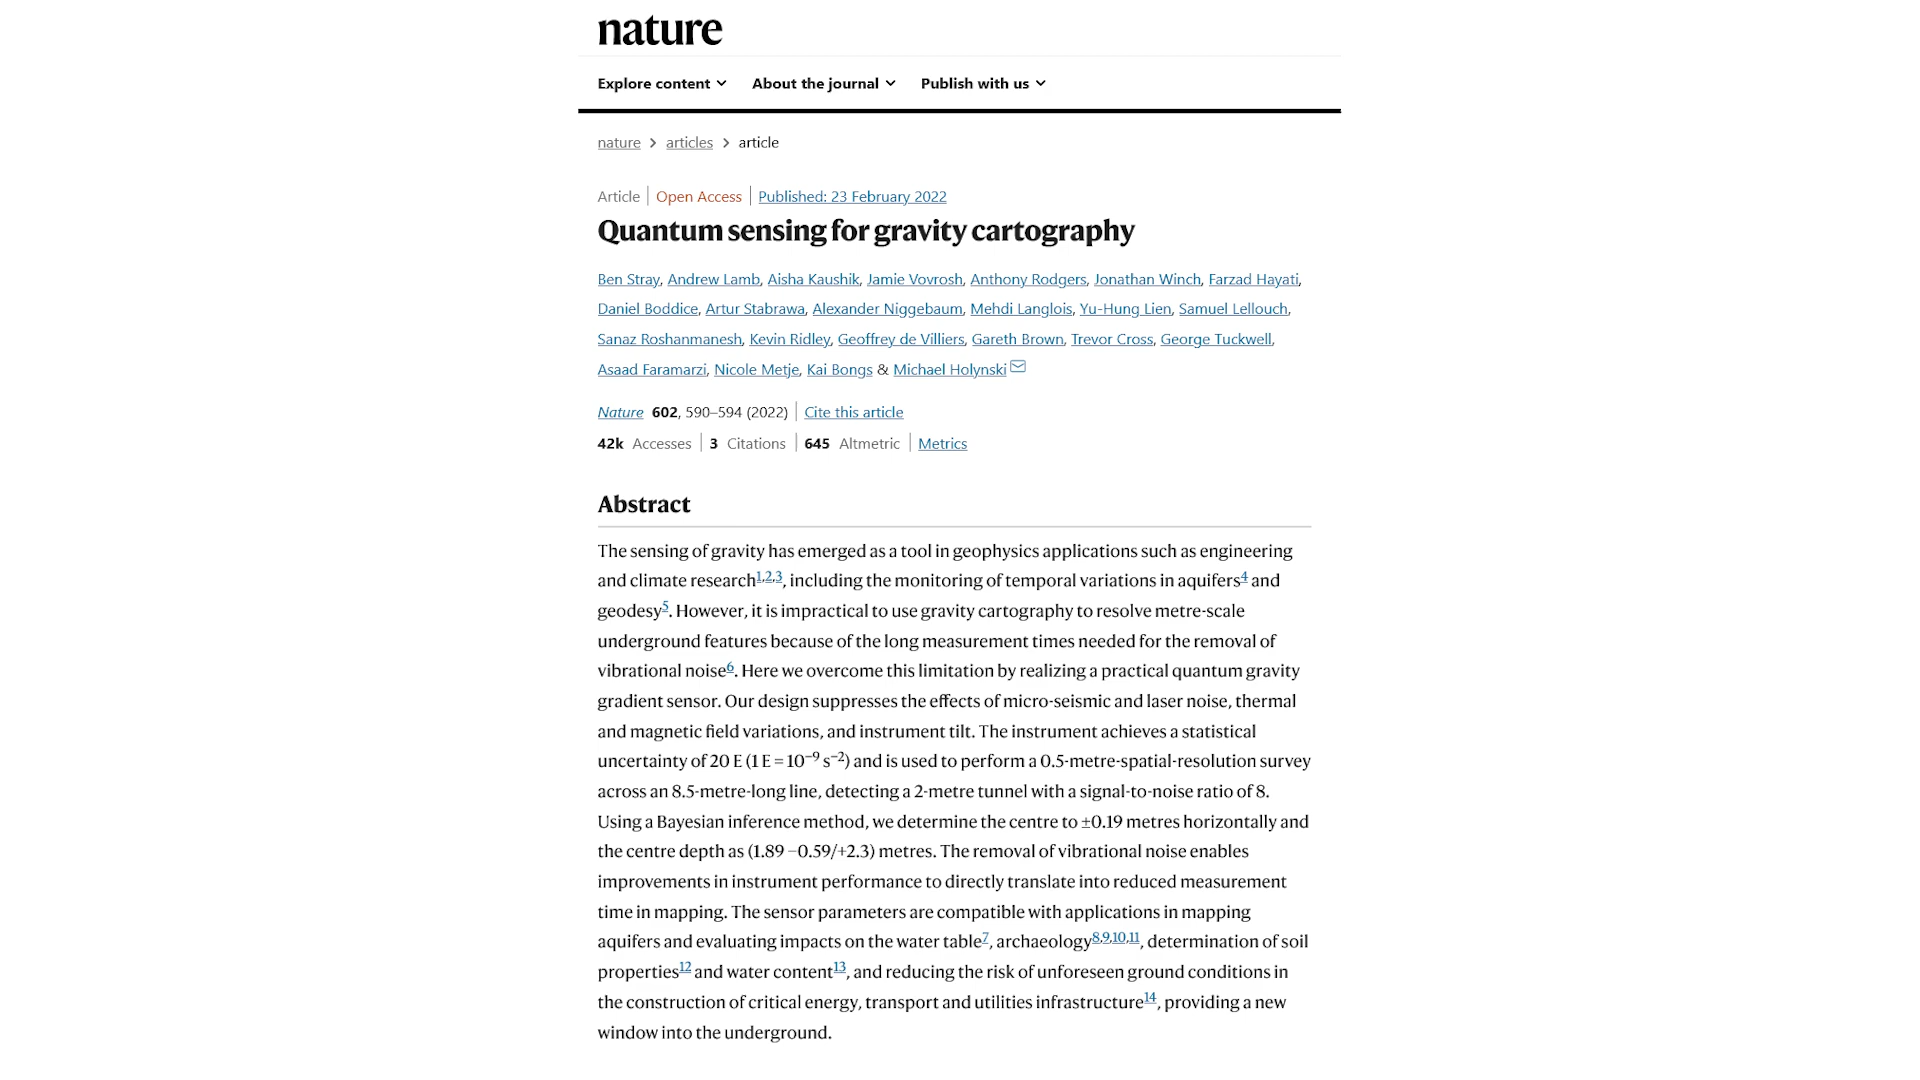 nature
Explore content About the journal Publish with us
nature > articles > article
Article | Open Access | Published: 23 February 2022
Quantum sensing for gravity cartography
Ben Stray, Andrew Lamb, Aisha Kaushik, Jamie Vovrosh, Anthony Rodgers, Jonathan Winch, Farzad Hayati,
Daniel Boddice, Artur Stabrawa, Alexander Niggebaum, Mehdi Langlois, Yu-Hung Lien, Samuel Lellouch,
Sanaz Roshanmanesh, Kevin Ridley, Geoffrey de Villiers, Gareth Brown, Trevor Cross, George Tuckwell,
Asaad Faramarzi, Nicole Metje, Kai Bongs & Michael Holynski
Nature 602, 590–594 (2022) | Cite this article
42k Accesses | 3 Citations | 645 Altmetric | Metrics
Abstract
The sensing of gravity has emerged as a tool in geophysics applications such as engineering
and climate research1,2,3, including the monitoring of temporal variations in aquifers4 and
geodesy5. However, it is impractical to use gravity cartography to resolve metre-scale
underground features because of the long measurement times needed for the removal of
vibrational noise6. Here we overcome this limitation by realizing a practical quantum gravity
gradient sensor. Our design suppresses the effects of micro-seismic and laser noise, thermal
and magnetic field variations, and instrument tilt. The instrument achieves a statistical
uncertainty of 20 E (1 E = 10−9 s−2) and is used to perform a 0.5-metre-spatial-resolution survey
across an 8.5-metre-long line, detecting a 2-metre tunnel with a signal-to-noise ratio of 8.
Using a Bayesian inference method, we determine the centre to ±0.19 metres horizontally and
the centre depth as (1.89 −0.59/+2.3) metres. The removal of vibrational noise enables
improvements in instrument performance to directly translate into reduced measurement
time in mapping. The sensor parameters are compatible with applications in mapping
aquifers and evaluating impacts on the water table7, archaeology8,9,10,11, determination of soil
properties12 and water content13, and reducing the risk of unforeseen ground conditions in
the construction of critical energy, transport and utilities infrastructure14, providing a new
window into the underground.